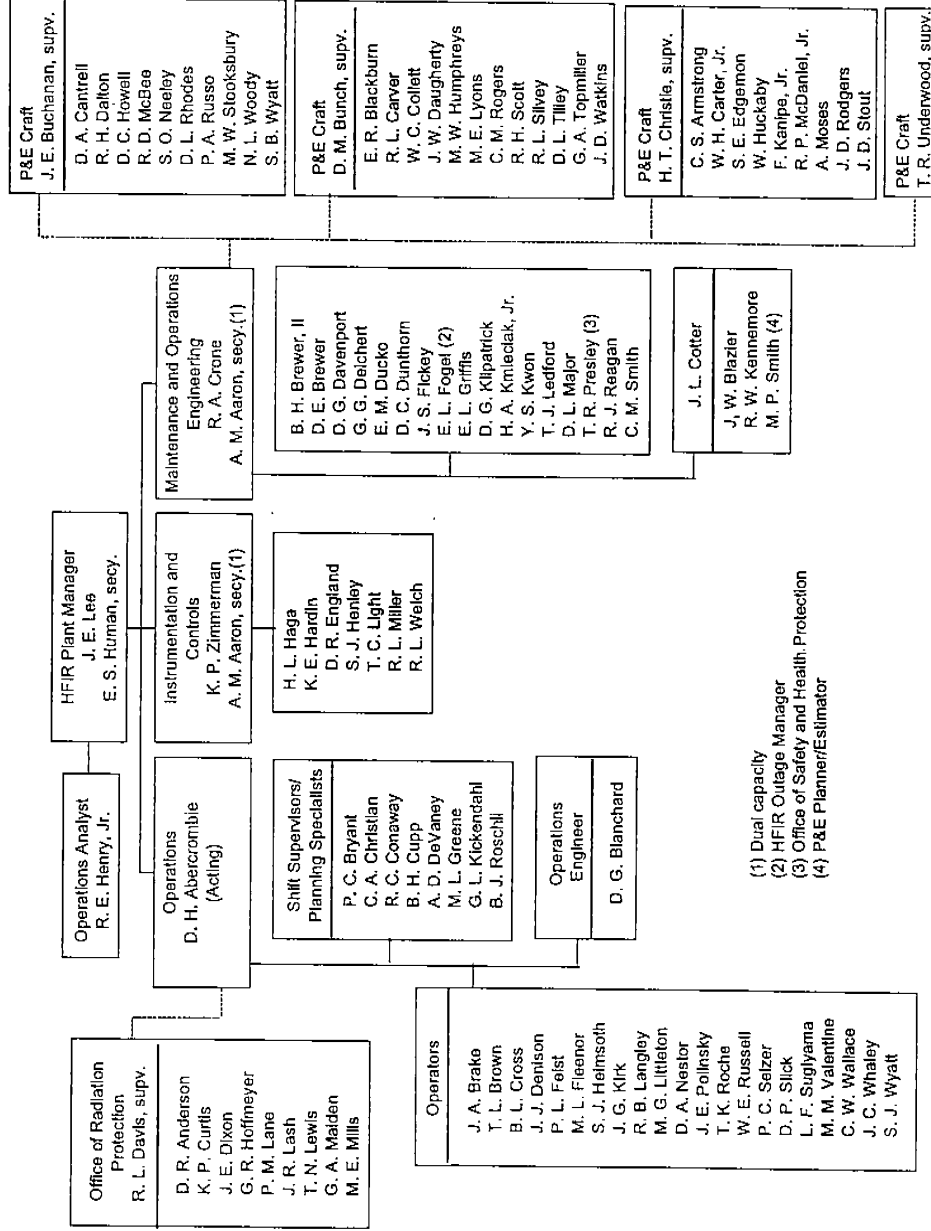 HFIR Plant Manager
J. E. Lee
E. S. Human, secy.
Operations Analyst
R. E. Henry, Jr.
Operations
D. H. Abercrombie
(Acting)
Instrumentation and
Controls
K. P. Zimmerman
A. M. Aaron, secy.(1)
Maintenance and Operations
Engineering
R. A. Crone
A. M. Aaron, secy.(1)
Office of Radiation
Protection
R. L. Davis, supv.
D. R. Anderson
K. P. Curtis
J. E. Dixon
G. R. Hoffmeyer
P. M. Lane
J. R. Lash
T. N. Lewis
G. A. Malden
M. E. Mills
Operators
J. A. Brake
T. L. Brown
B. L. Cross
J. J. Denison
P. L. Feist
M. L. Fleenor
S. J. Helmsoth
J. G. Kirk
R. B. Langley
M. G. Littleton
D. A. Nestor
J. E. Polinsky
T. K. Roche
W. E. Russell
P. C. Selzer
D. P. Slick
L. F. Sugiyama
M. M. Valentine
C. W. Wallace
J. C. Whaley
S. J. Wyatt
Shift Supervisors/
Planning Specialists
P. C. Bryant
C. A. Christian
R. C. Conaway
B. H. Cupp
A. D. DeVaney
M. L. Greene
G. L. Kickendahl
B. J. Roschli
Operations
Engineer
D. G. Blanchard
H. L. Haga
K. E. Hardin
D. R. England
S. J. Henley
T. C. Light
R. L. Miller
R. L. Welch
B. H. Brewer, II
D. E. Brewer
D. G. Davenport
G. G. Deichert
E. M. Ducko
D. C. Dunthorn
J. S. Fickey
E. L. Fogel (2)
E. L. Griffis
D. G. Kilpatrick
H. A. Kmieciak, Jr.
Y. S. Kwon
T. J. Ledford
D. L. Major
T. R. Presley (3)
R. J. Reagan
C. M. Smith
J. L. Cotter
J. W. Blazier
R. W. Kennemore
M. P. Smith (4)
P&E Craft
J. E. Buchanan, supv.
D. A. Cantrell
R. H. Dalton
D. C. Howell
R. D. McBee
S. O. Neeley
D. L. Rhodes
P. A. Russo
M. W. Stooksbury
N. L. Woody
S. B. Wyatt
P&E Craft
D. M. Bunch, supv.
E. R. Blackburn
R. L. Carver
W. C. Collett
J. W. Daugherty
M. W. Humphreys
M. E. Lyons
C. M. Rogers
R. H. Scott
R. L. Silvey
D. L. Tilley
G. A. Topmiller
J. D. Watkins
P&E Craft
H. T. Christie, supv.
C. S. Armstrong
W. H. Carter, Jr.
S. E. Edgemon
W. Huckaby
F. Kanipe, Jr.
R. P. McDaniel, Jr.
A. Moses
J. D. Rodgers
J. D. Stout
P&E Craft
T. R. Underwood, supv.
(1) Dual capacity
(2) HFIR Outage Manager
(3) Office of Safety and Health Protection
(4) P&E Planner/Estimator